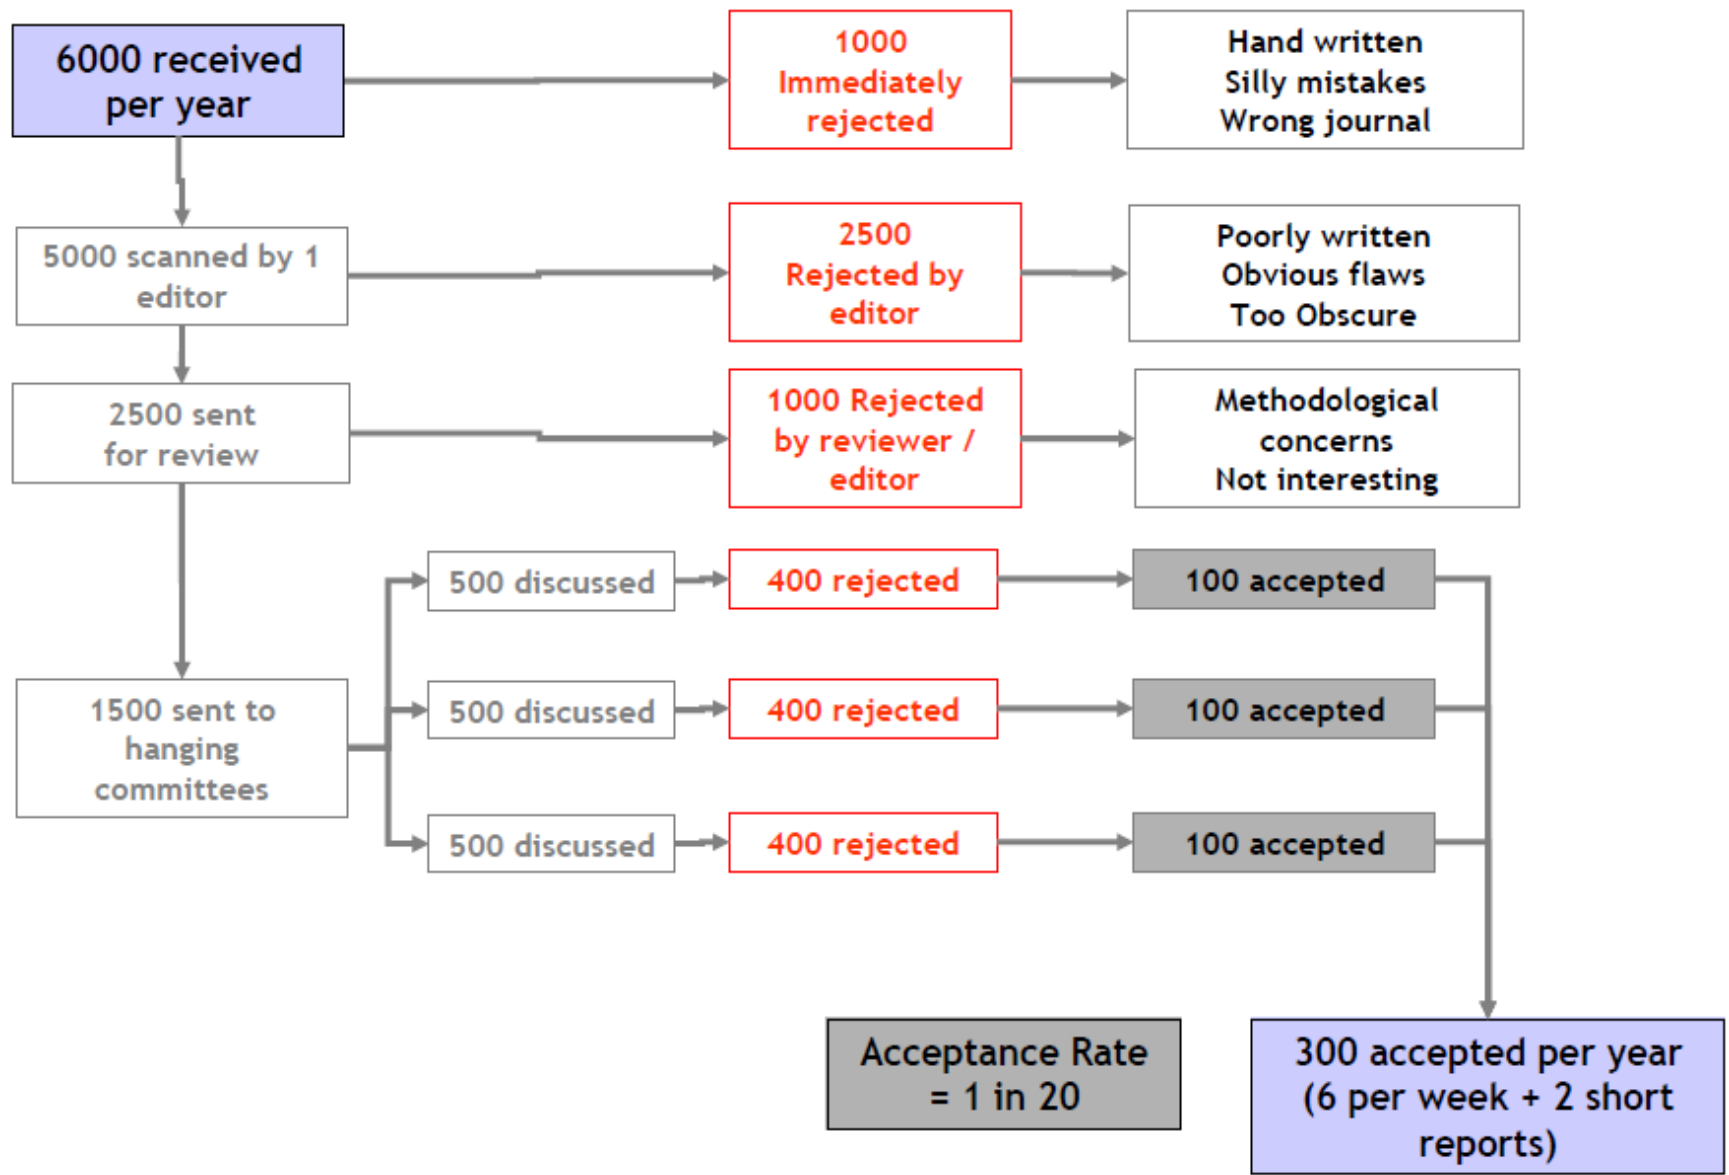 6000 received
per year
1000
Immediately
rejected
Hand written
Silly mistakes
Wrong journal
5000 scanned by 1
editor
2500
Rejected by
editor
Poorly written
Obvious flaws
Too Obscure
2500 sent
for review
1000 Rejected
by reviewer /
editor
Methodological
concerns
Not interesting
1500 sent to
hanging
committees
500 discussed
400 rejected
100 accepted
500 discussed
400 rejected
100 accepted
500 discussed
400 rejected
100 accepted
Acceptance Rate
= 1 in 20
300 accepted per year
(6 per week + 2 short
reports)